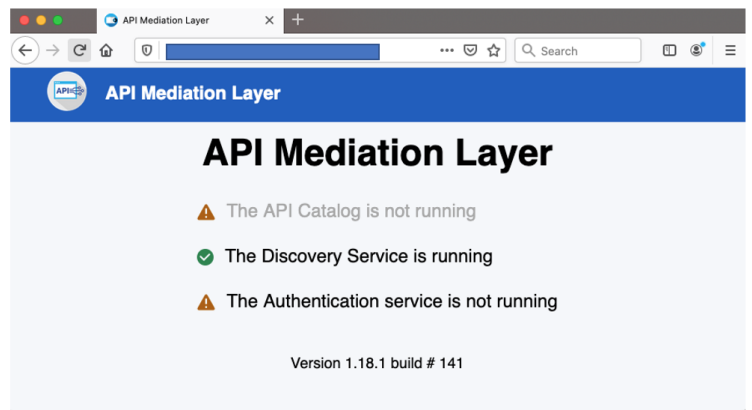 API Mediation Layer
Search
API
API Mediation Layer
API Mediation Layer
The API Catalog is not running
The Discovery Service is running
The Authentication service is not running
Version 1.18.1 build # 141